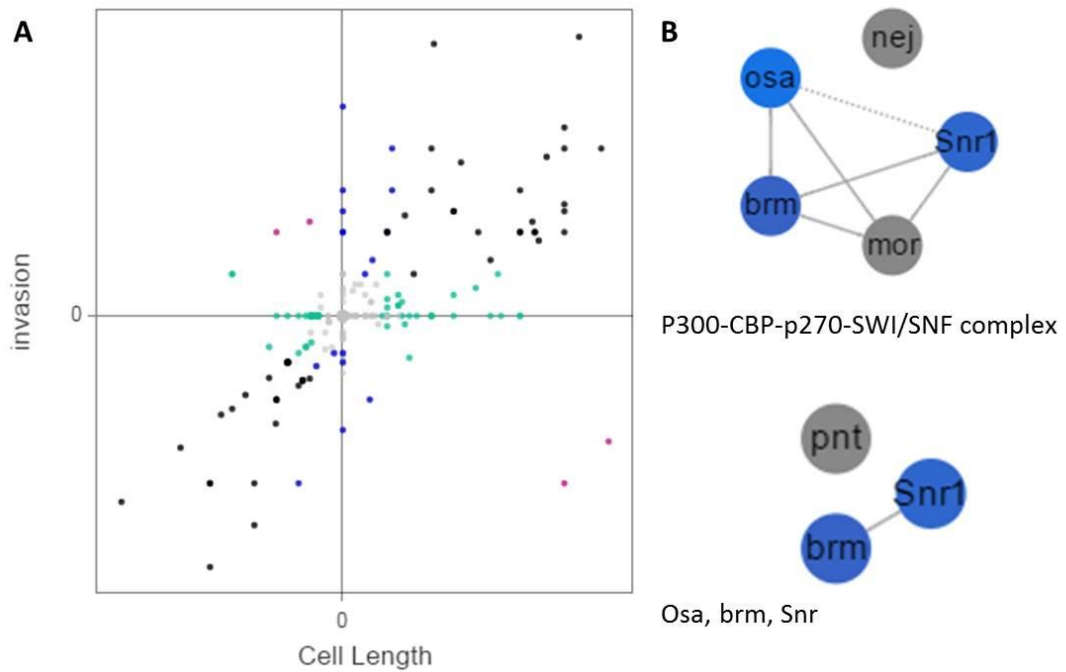 A
invasion
0
0
Cell Length
B
nej
osa
Snr1
brm
mor
P300-CBP-p270-SWI/SNF complex
pnt
Snr1
brm
Osa, brm, Snr